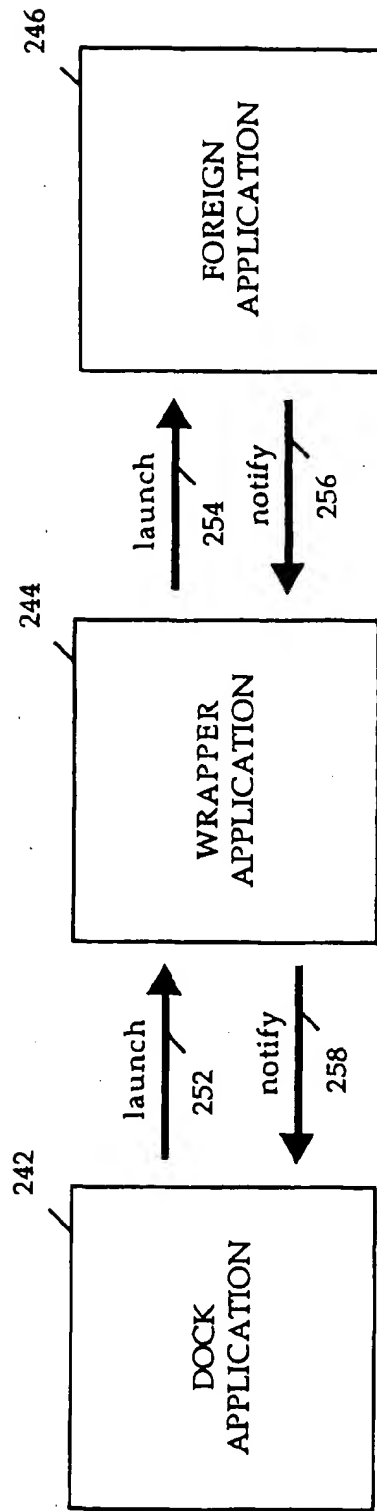 242
DOCK
APPLICATION
launch
252
notify
258
244
WRAPPER
APPLICATION
launch
254
notify
256
246
FOREIGN
APPLICATION